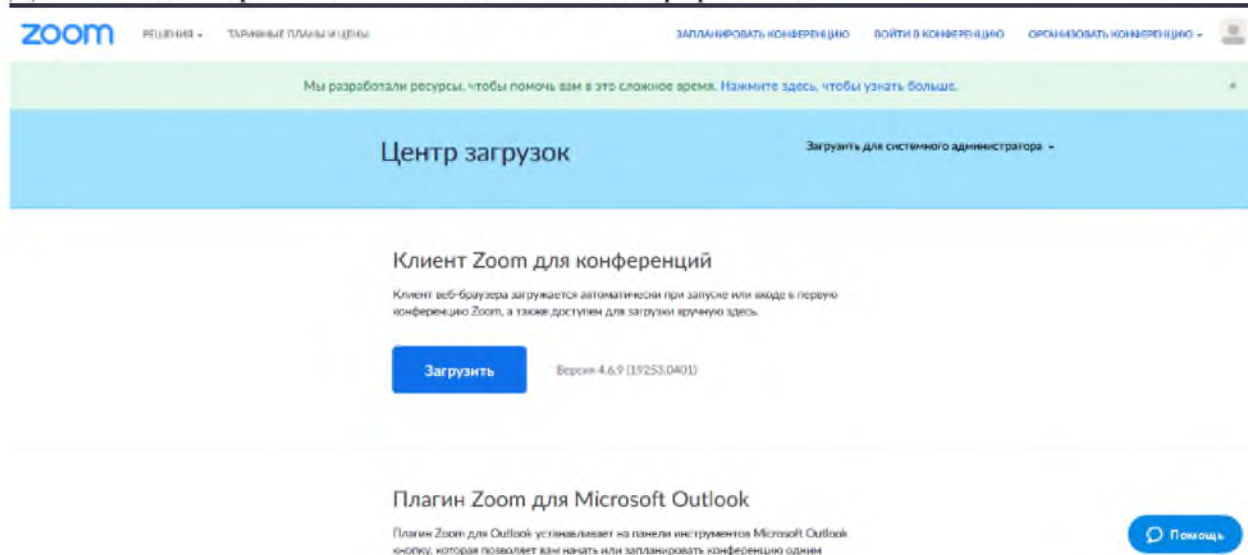 zoom
РЕШЕНИЯ
ТАРИФНЫЕ ПЛАНЫ И ЦЕНЫ
ЗАПЛАНИРОВАТЬ КОНФЕРЕНЦИЮ
ВОЙТИ В КОНФЕРЕНЦИЮ
ОРГАНИЗОВАТЬ КОНФЕРЕНЦИЮ
Мы разработали ресурсы, чтобы помочь вам в это сложное время. Нажмите здесь, чтобы узнать больше.
Центр загрузок
Загрузить для системного администратора
Клиент Zoom для конференций
Клиент веб-браузера загружается автоматически при запуске или входе в первую
конференцию Zoom, а также доступен для загрузки вручную здесь.
Загрузить
Версия 4.6.9 (19253.0401)
Плагин Zoom для Microsoft Outlook
Плагин Zoom для Outlook устанавливает на панели инструментов Microsoft Outlook
кнопку, которая позволяет вам начать или запланировать конференцию одним
Помощь